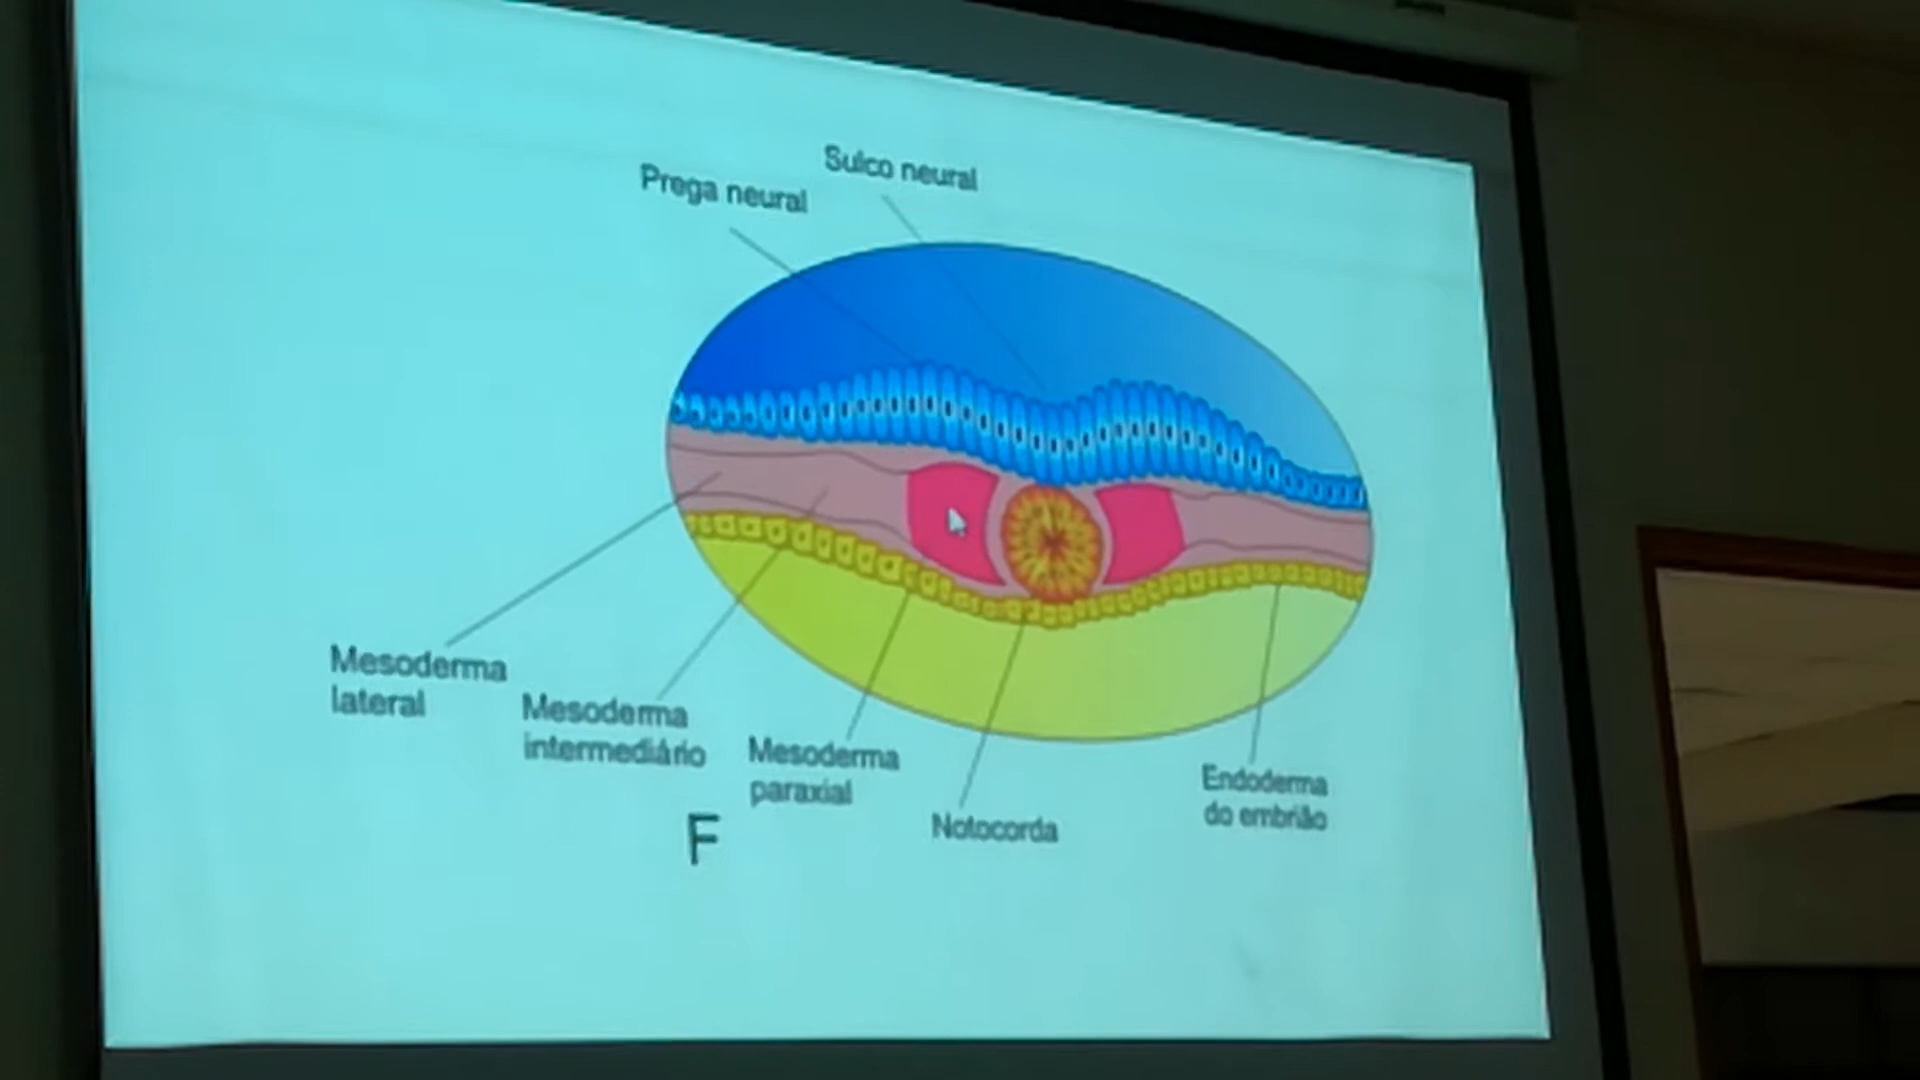 Sulco neural
Prega neural
Mesoderma
lateral
Mesoderma
intermediário
Mesoderma
paraxial
Notocorda
Endoderma
do embrião
F